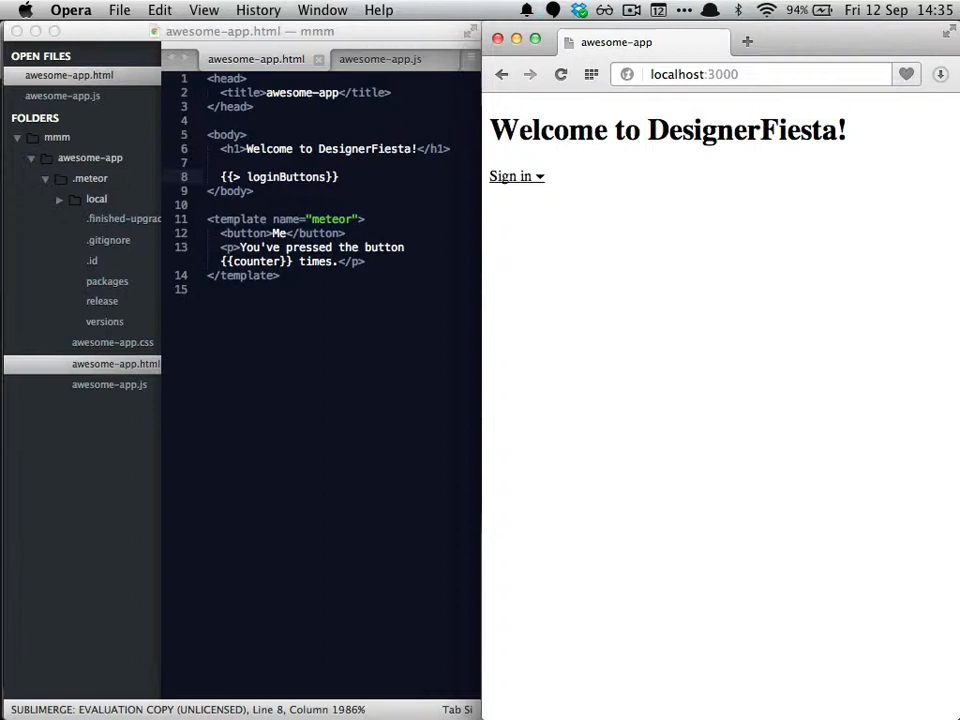 Opera File Edit View History Window Help 12 94% Fri 12 Sep 14:35
awesome-app.html — mmm
OPEN FILES
awesome-app.html
awesome-app.js
FOLDERS
mmm
awesome-app
.meteor
local
.finished-upgrad
.gitignore
.id
packages
release
versions
awesome-app.css
awesome-app.html
awesome-app.js
awesome-app.html awesome-app.js
1 <head>
2 <title>awesome-app</title>
3 </head>
4
5 <body>
6 <h1>Welcome to DesignerFiesta!</h1>
7
8 {{> loginButtons}}
9 </body>
10
11 <template name="meteor">
12 <button>Me</button>
13 <p>You've pressed the button
{{counter}} times.</p>
14 </template>
15
SUBLIMERGE: EVALUATION COPY (UNLICENSED), Line 8, Column 1986% Tab Si
awesome-app
localhost:3000
Welcome to DesignerFiesta!
Sign in